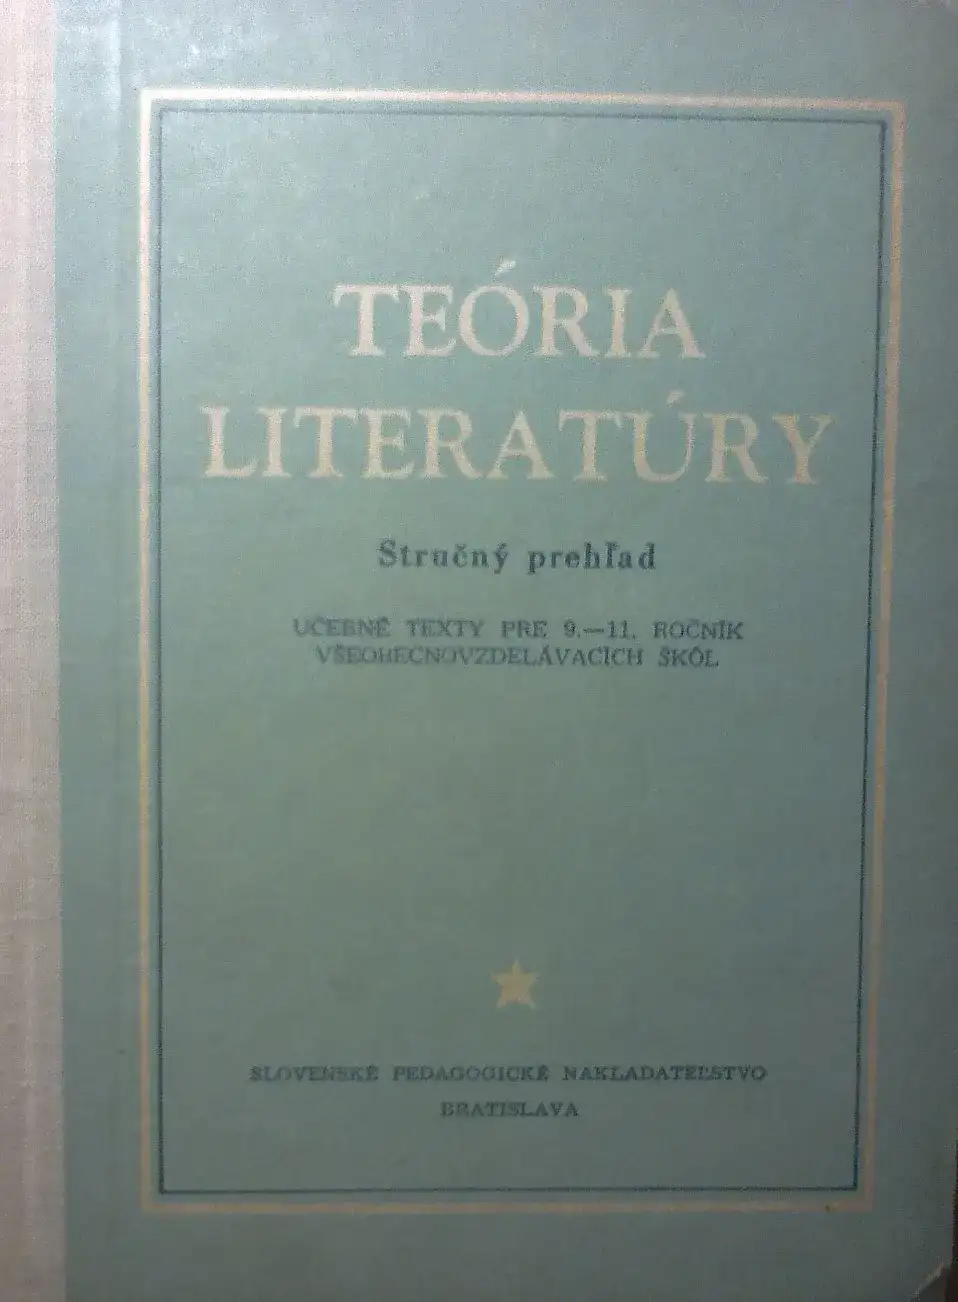 TEÓRIA
LITERATÚRY
Stručný prehľad
UČEBNÉ TEXTY PRE 9.—11. ROČNÍK
VŠEOBECNOVZDELÁVACÍCH ŠKÔL
SLOVENSKÉ PEDAGOGICKÉ NAKLADATEĽSTVO
BRATISLAVA